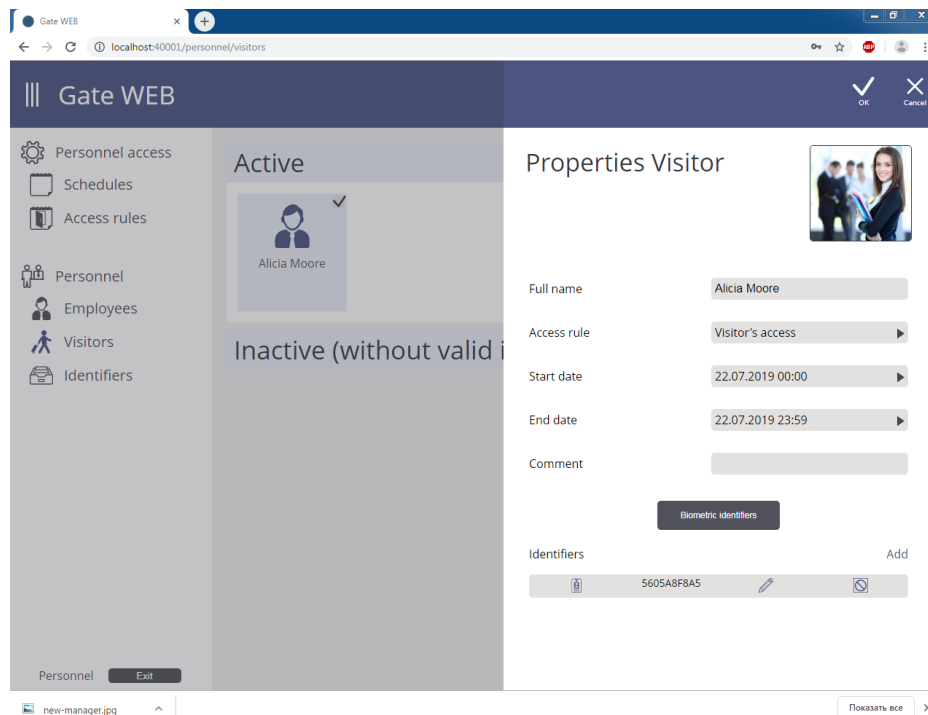 Gate WEB
localhost:40001/personnel/visitors
ABP
Gate WEB
OK
Cancel
Personnel access
Schedules
Access rules
Personnel
Employees
Visitors
Identifiers
Personnel
Exit
Active
Alicia Moore
Inactive (without valid i
Properties Visitor
Full name Alicia Moore
Access rule Visitor's access
Start date 22.07.2019 00:00
End date 22.07.2019 23:59
Comment
Biometric identifiers
Identifiers Add
5605A8F8A5
new-manager.jpg
Показать все